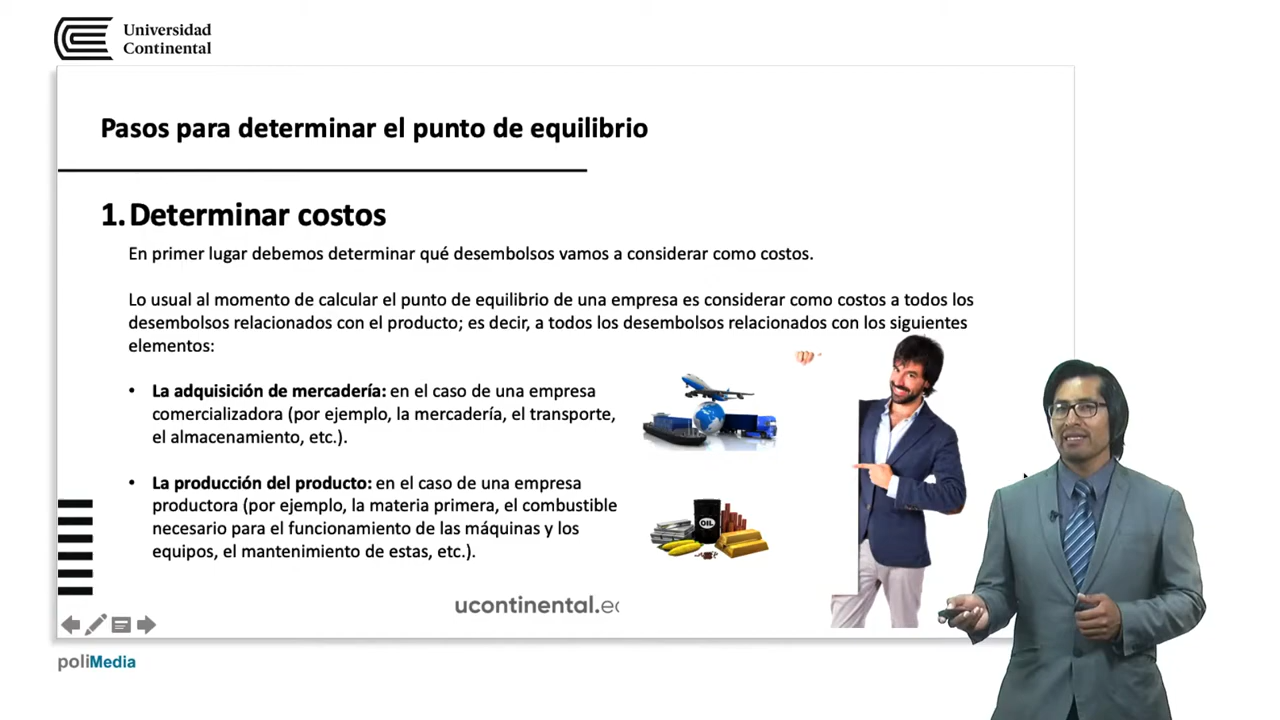 Universidad
Continental
Pasos para determinar el punto de equilibrio
1. Determinar costos
En primer lugar debemos determinar qué desembolsos vamos a considerar como costos.
Lo usual al momento de calcular el punto de equilibrio de una empresa es considerar como costos a todos los
desembolsos relacionados con el producto; es decir, a todos los desembolsos relacionados con los siguientes
elementos:
• La adquisición de mercadería: en el caso de una empresa
comercializadora (por ejemplo, la mercadería, el transporte,
el almacenamiento, etc.).
• La producción del producto: en el caso de una empresa
productora (por ejemplo, la materia primera, el combustible
necesario para el funcionamiento de las máquinas y los
equipos, el mantenimiento de estas, etc.).
OIL
ucontinental.e
poliMedia